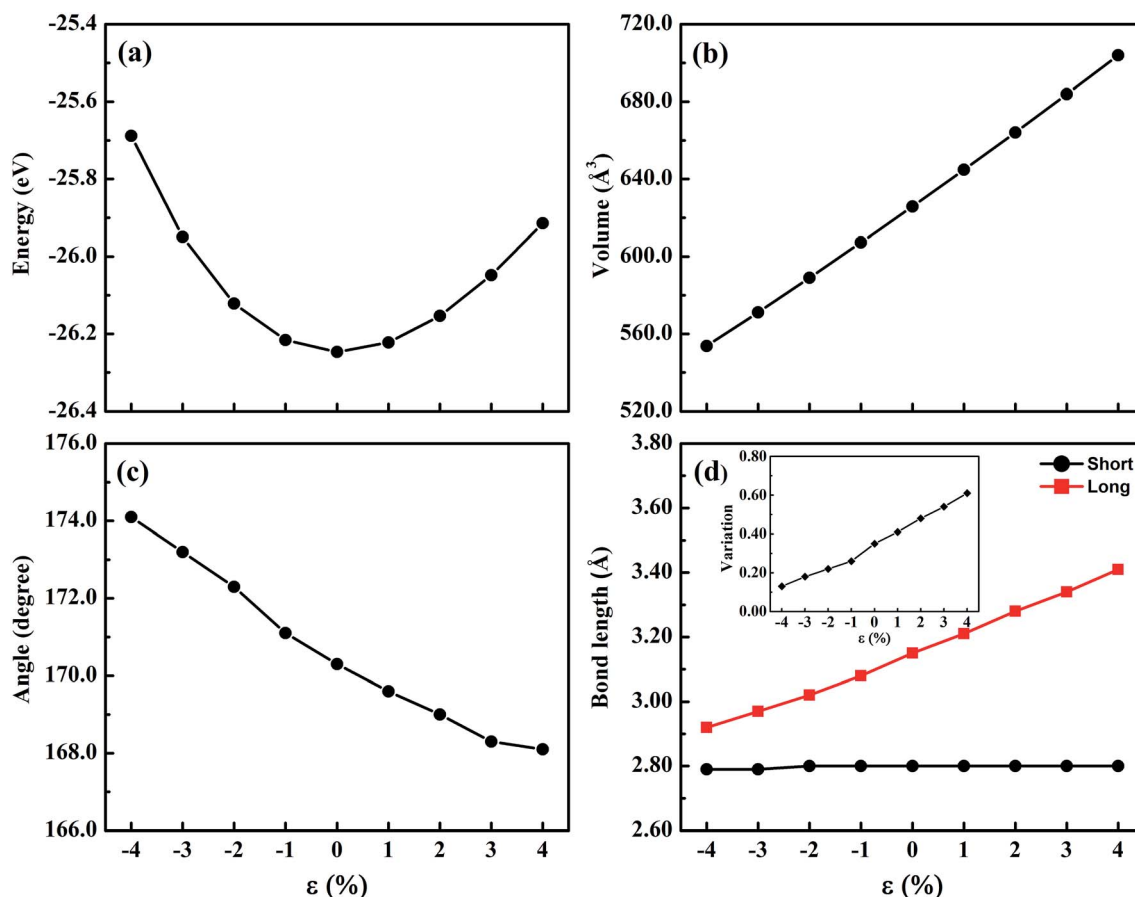 (a)
Energy (eV)
-25.4
-25.6
-25.8
-26.0
-26.2
-26.4
(b)
Volume (Å³)
720.0
680.0
640.0
600.0
560.0
520.0
(c)
Angle (degree)
176.0
174.0
172.0
170.0
168.0
166.0
-4 -3 -2 -1 0 1 2 3 4
ε (%)
(d)
Bond length (Å)
3.80
3.60
3.40
3.20
3.00
2.80
2.60
Short
Long
Variation
0.80
0.60
0.40
0.20
0.00
-4 -3 -2 -1 0 1 2 3 4
ε (%)
-4 -3 -2 -1 0 1 2 3 4
ε (%)